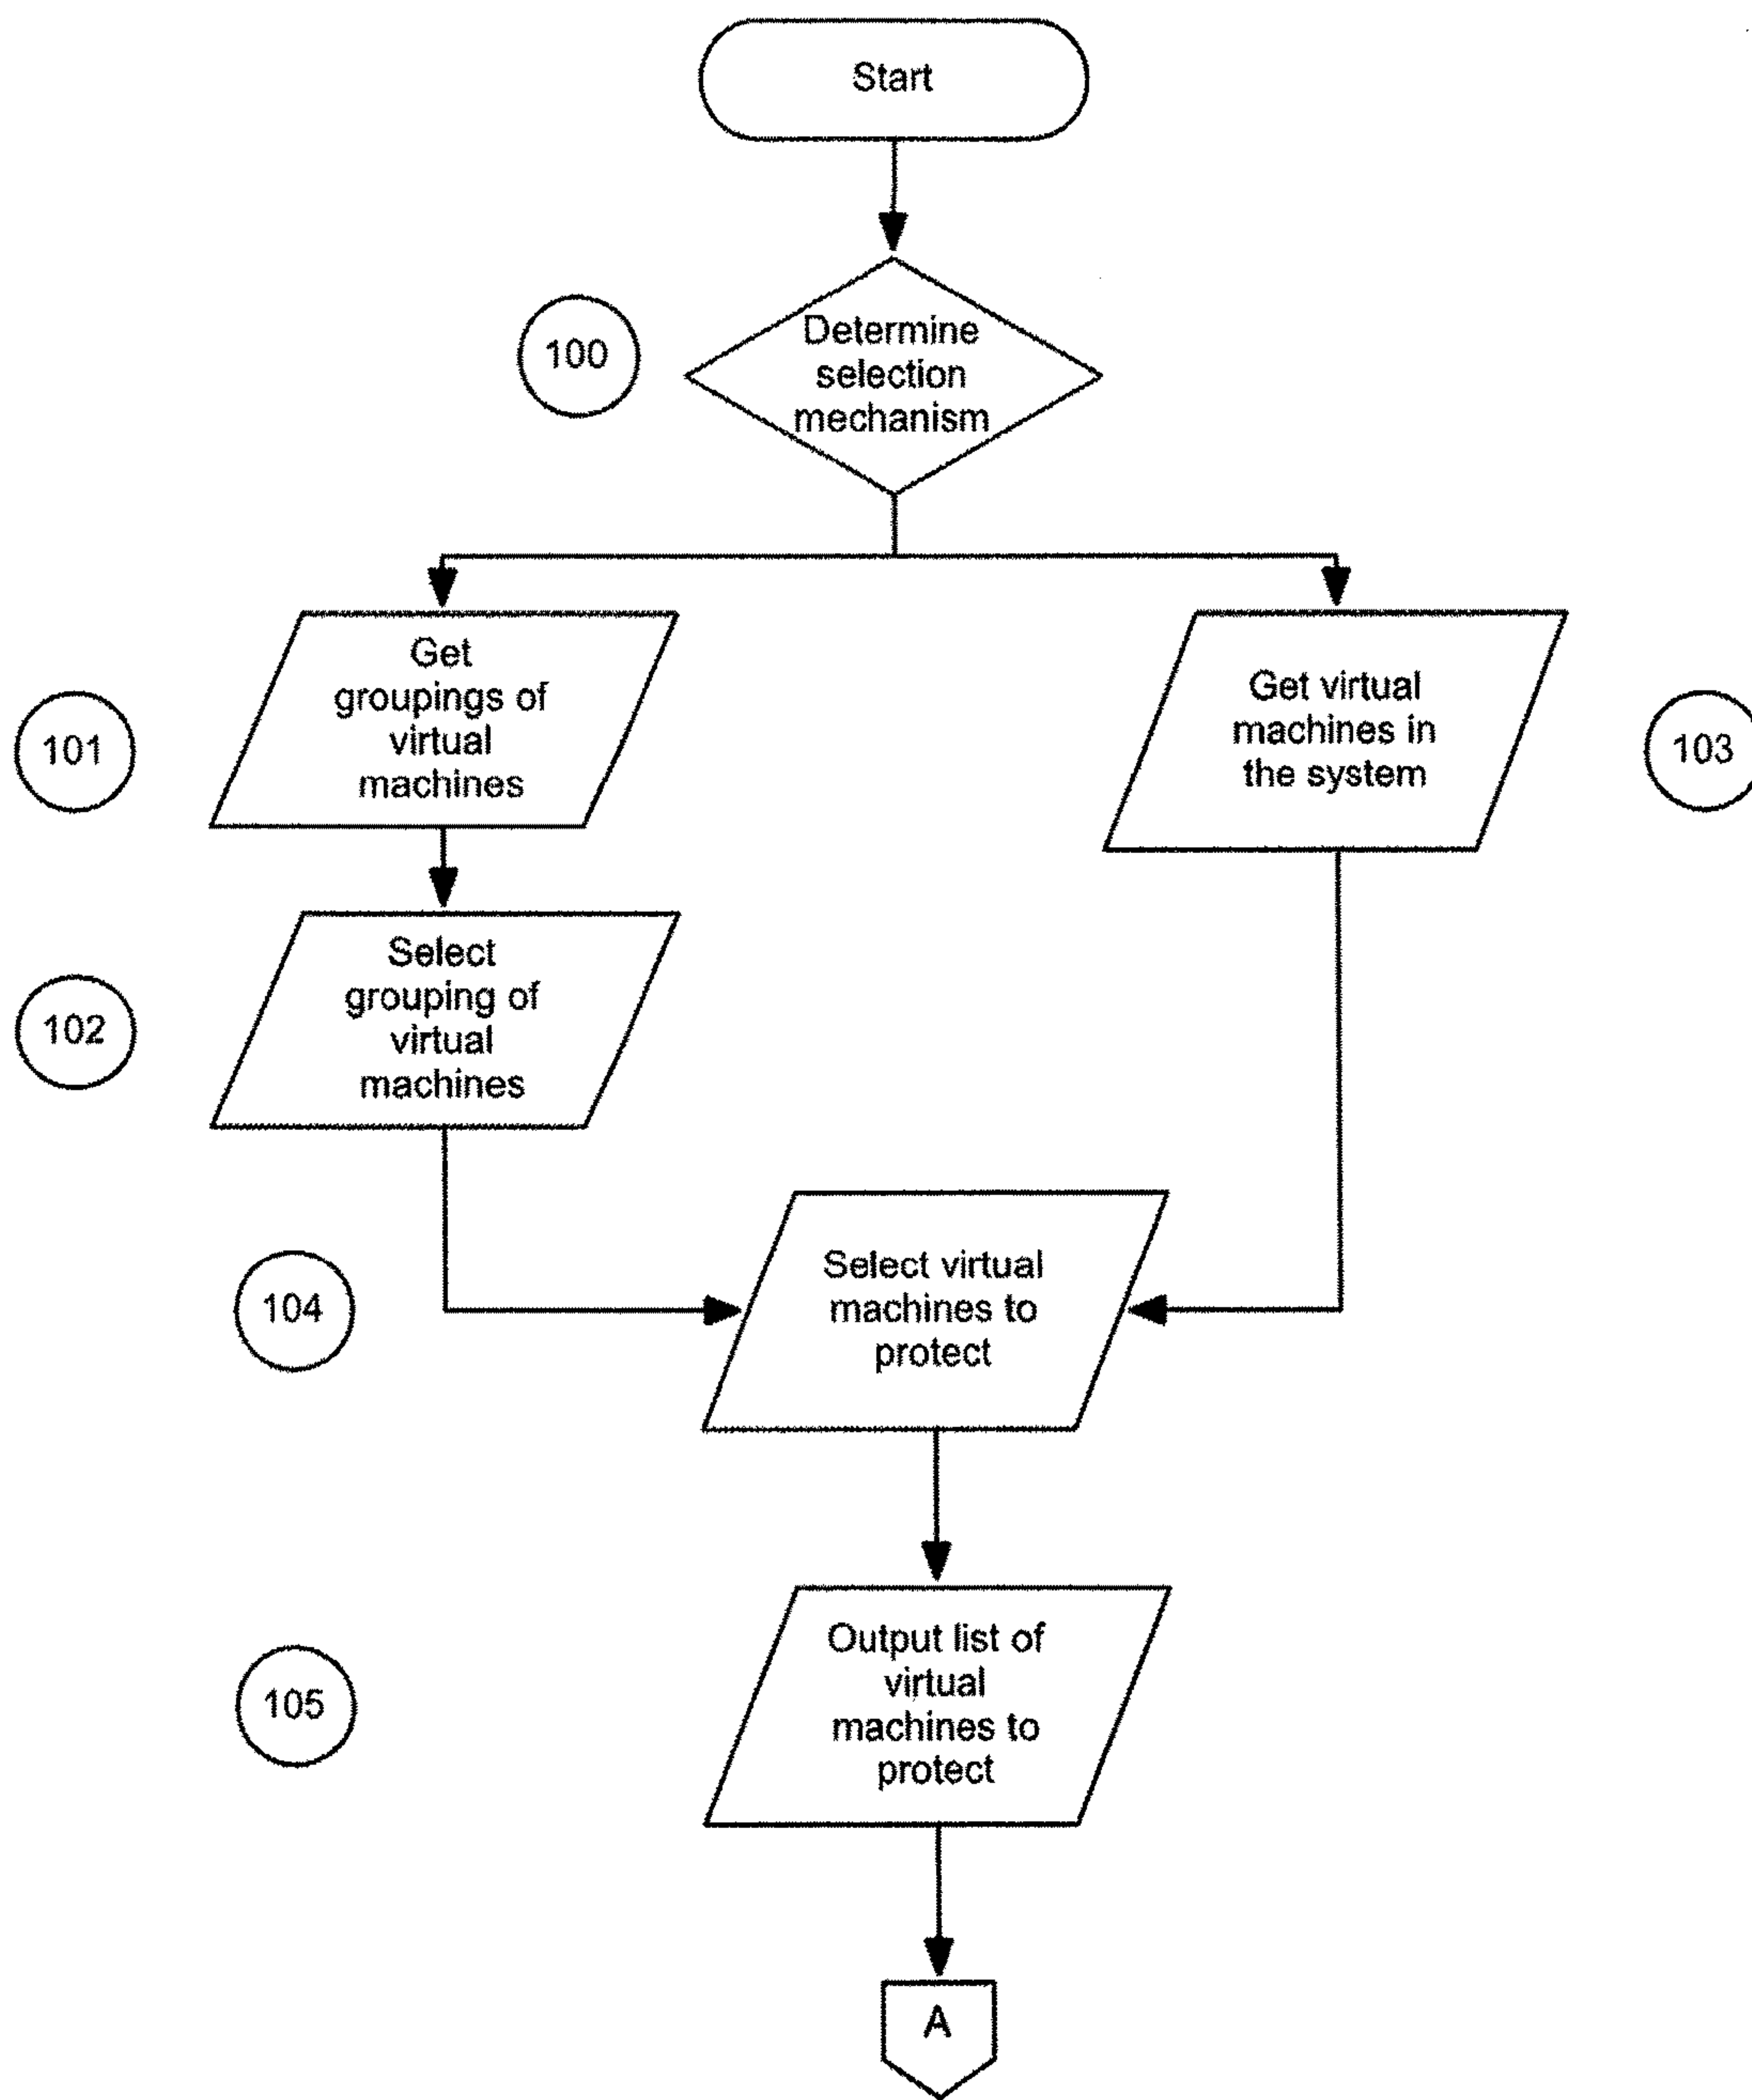 Start
100
Determine
selection
mechanism
Get
groupings of
virtual
machines
101
Get virtual
machines in
the system
103
Select
grouping of
virtual
machines
102
Select virtual
machines to
protect
104
Output list of
virtual
machines to
protect
105
A